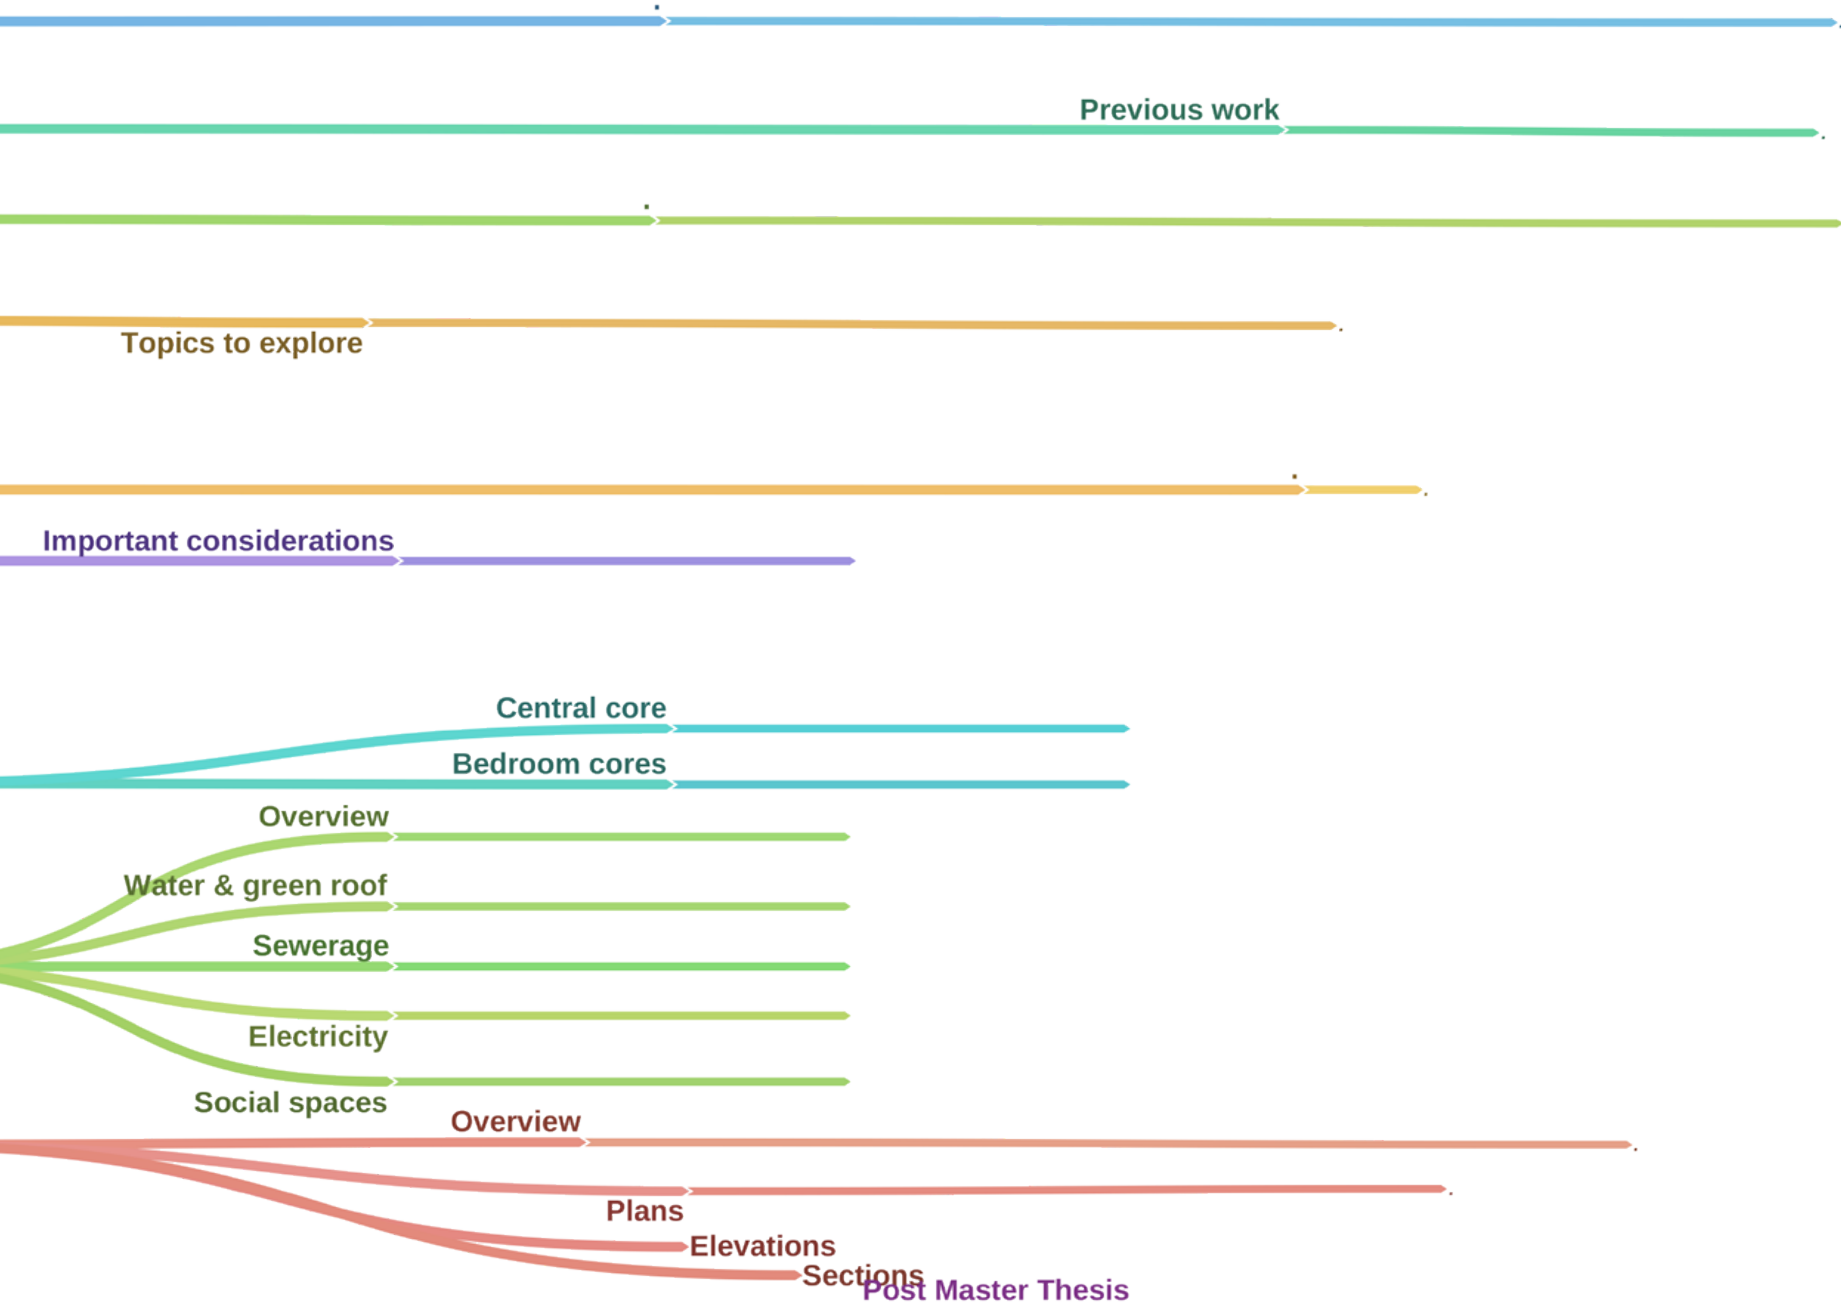 Previous work
Topics to explore
Important considerations
Central core
Bedroom cores
Overview
Water & green roof
Sewerage
Electricity
Social spaces
Overview
Plans
Elevations
Sections
Post Master Thesis